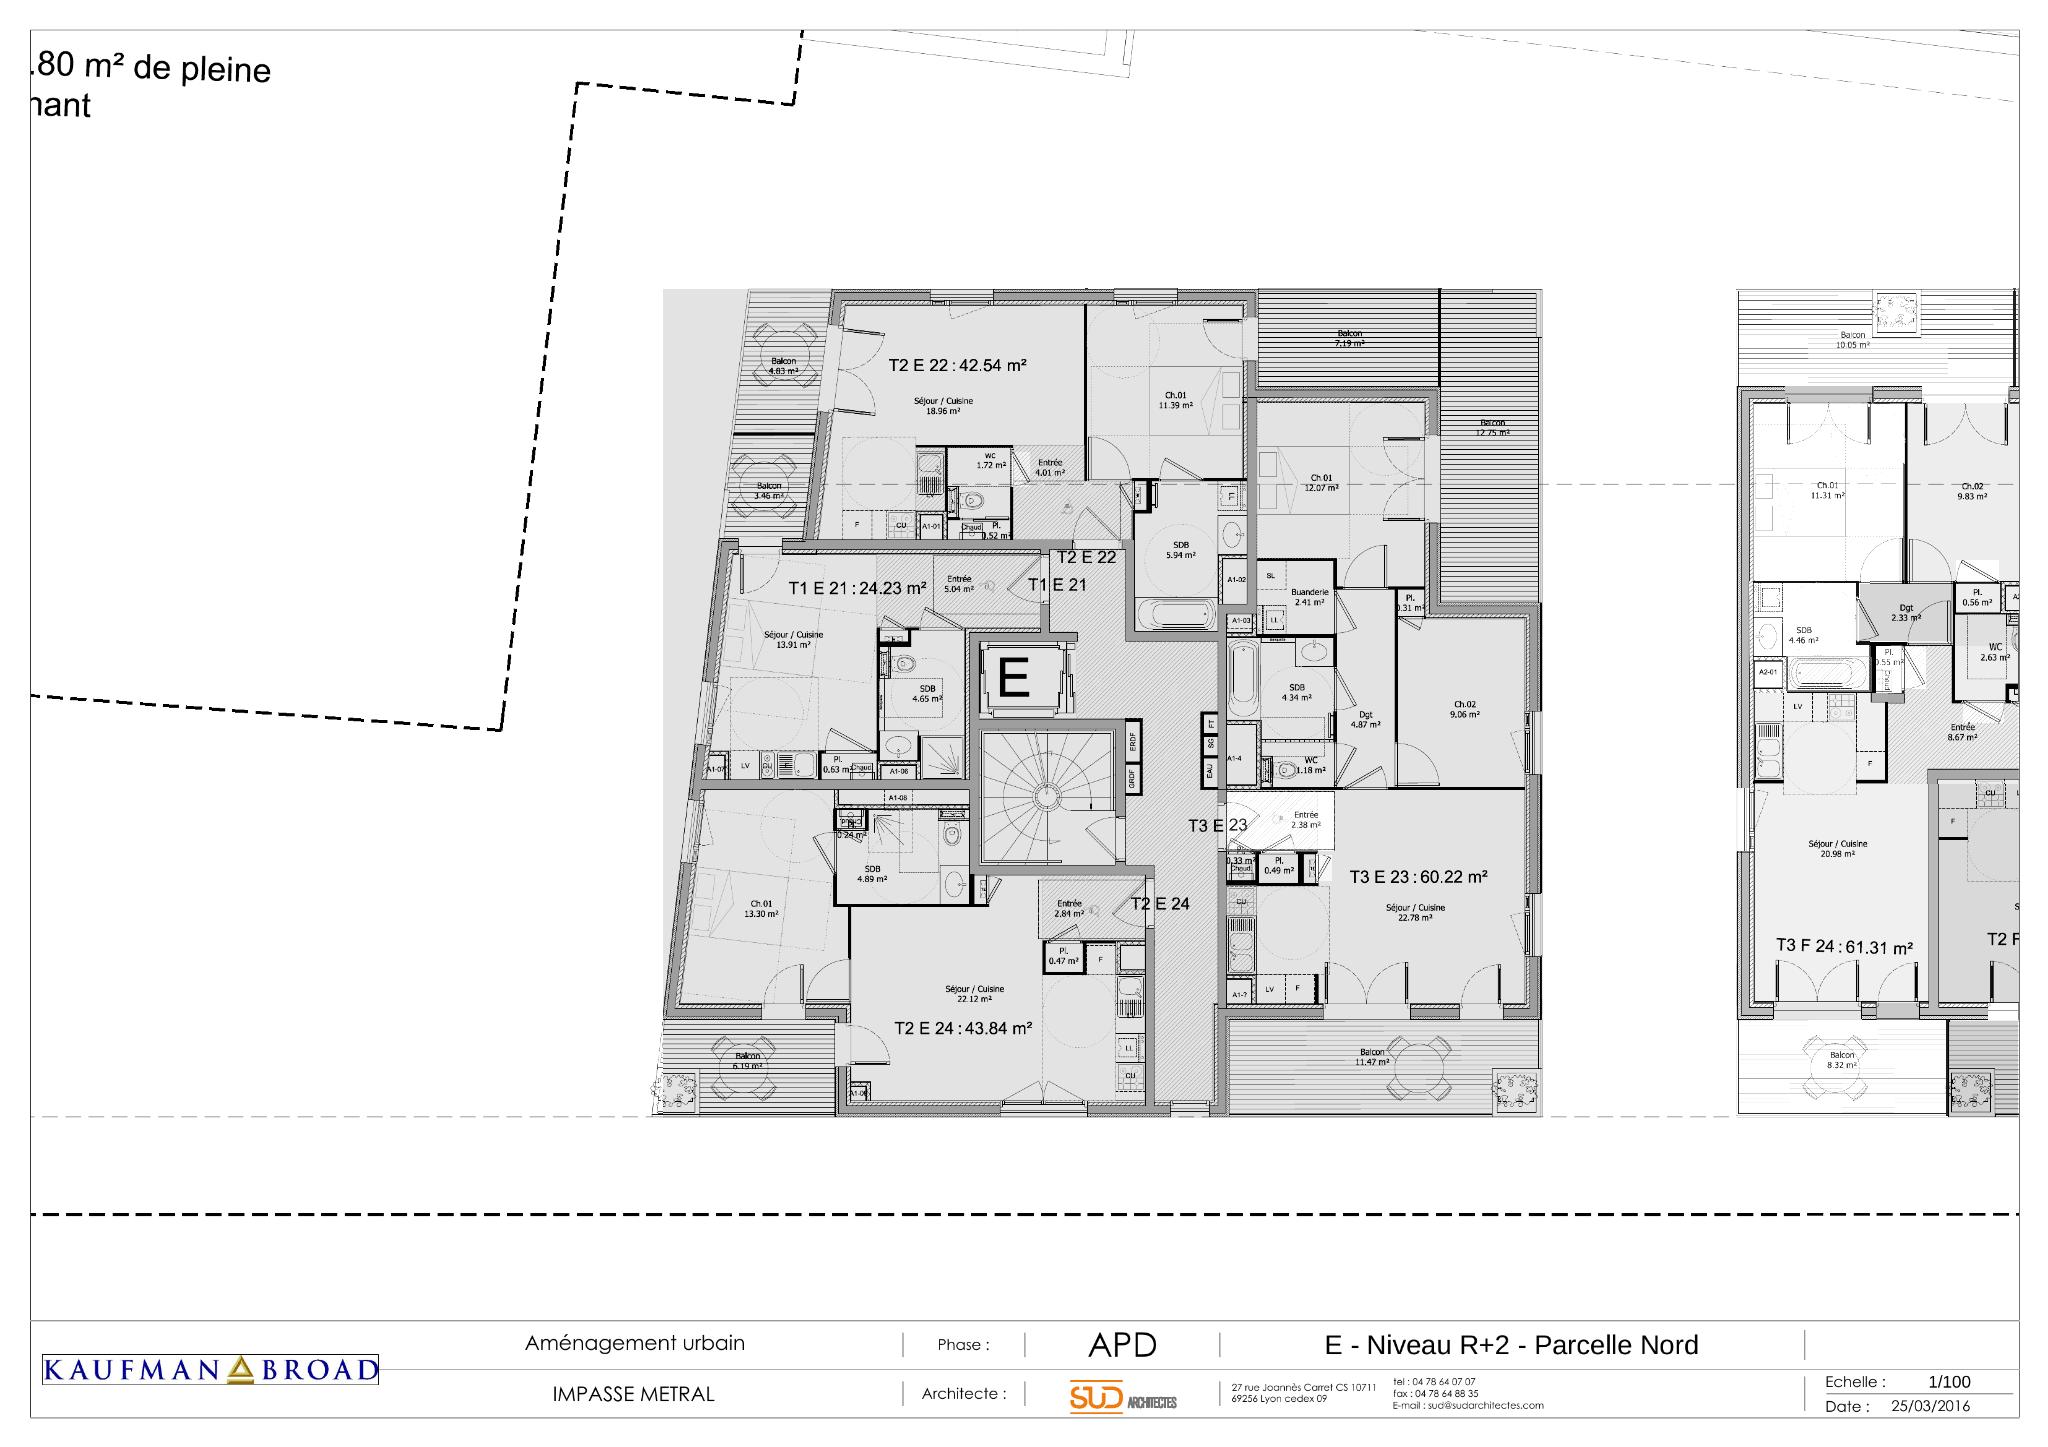 .80 m² de pleine
nant
Balcon
4.83 m²
T2 E 22 : 42.54 m²
Séjour / Cuisine
18.96 m²
Ch.01
11.39 m²
Balcon
7.19 m²
Balcon
12.75 m²
Balcon
3.46 m²
WC
1.72 m²
Entrée
4.01 m²
LV
F
CU
A1-01
Chaud
Pl.
0.52 m²
LL
SDB
5.94 m²
A1-02
Ch.01
12.07 m²
T2 E 22
T1 E 21
T1 E 21 : 24.23 m²
Entrée
5.04 m²
Séjour / Cuisine
13.91 m²
SDB
4.65 m²
A1-07
LV
CU
Pl.
0.63 m²
Chaud
A1-06
E
SL
Buanderie
2.41 m²
LL
A1-03
Pl.
0.31 m²
SDB
4.34 m²
Dgt
4.87 m²
Ch.02
9.06 m²
A1-4
WC
1.18 m²
ERDF
GRDF
FT
SG
EAU
A1-08
Pl.
0.24 m²
Chaud
SDB
4.89 m²
Ch.01
13.30 m²
Entrée
2.84 m²
T2 E 24
T3 E 23
Entrée
2.38 m²
0.33 m²
Chaud.
Pl.
0.49 m²
T3 E 23 : 60.22 m²
Séjour / Cuisine
22.78 m²
CU
A1-?
LV
F
Pl.
0.47 m²
F
Séjour / Cuisine
22.12 m²
T2 E 24 : 43.84 m²
LL
CU
A1-09
Balcon
6.19 m²
Balcon
11.47 m²
Balcon
10.05 m²
Ch.01
11.31 m²
Ch.02
9.83 m²
SDB
4.46 m²
Dgt
2.33 m²
Pl.
0.56 m²
WC
2.63 m²
A2-01
Pl.
0.55 m²
Chaud
LV
F
Entrée
8.67 m²
CU
F
Séjour / Cuisine
20.98 m²
T3 F 24 : 61.31 m²
T2 F
Balcon
8.32 m²
KAUFMAN BROAD
Aménagement urbain
IMPASSE METRAL
Phase :
APD
Architecte :
SUD ARCHITECTES
E - Niveau R+2 - Parcelle Nord
27 rue Joannès Carret CS 10711
69256 Lyon cedex 09
tel : 04 78 64 07 07
fax : 04 78 64 88 35
E-mail : sud@sudarchitectes.com
Echelle : 1/100
Date : 25/03/2016